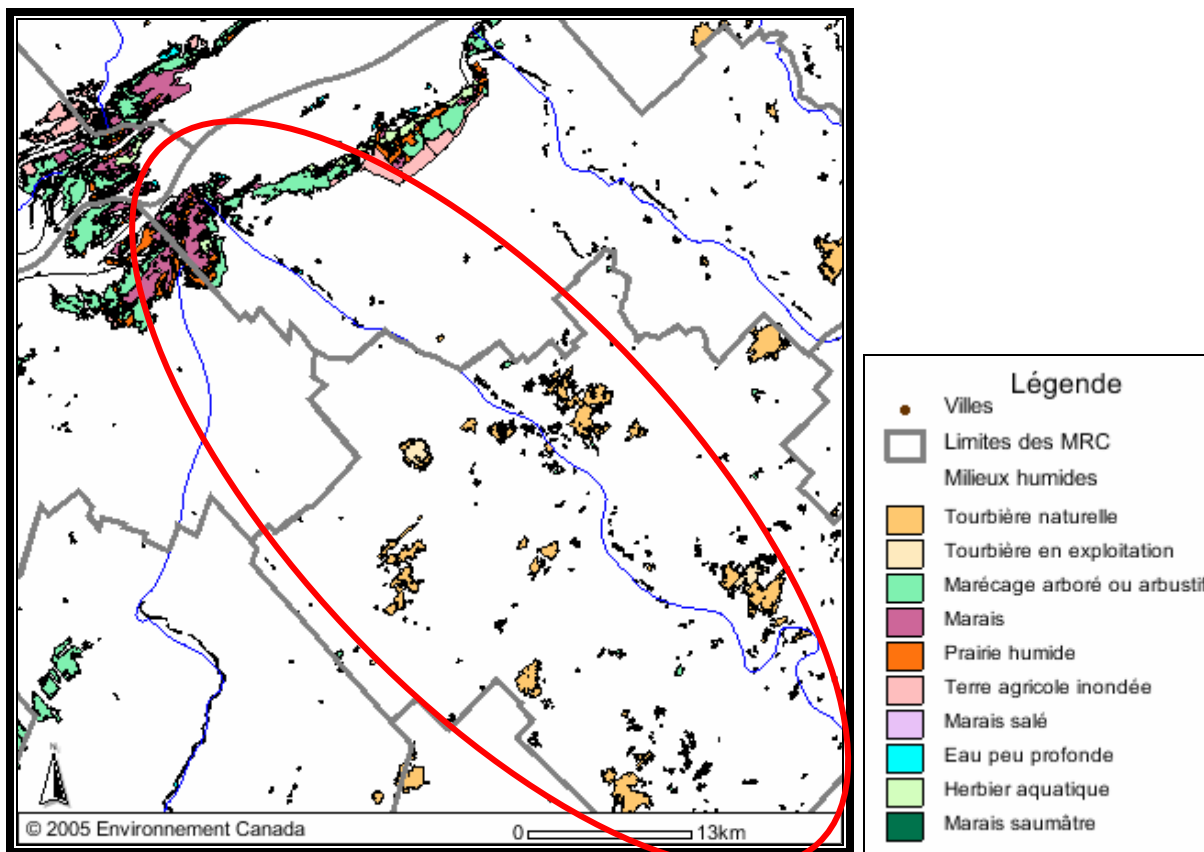 N
© 2005 Environnement Canada
0 13km
Légende
Villes
Limites des MRC
Milieux humides
Tourbière naturelle
Tourbière en exploitation
Marécage arboré ou arbustif
Marais
Prairie humide
Terre agricole inondée
Marais salé
Eau peu profonde
Herbier aquatique
Marais saumâtre